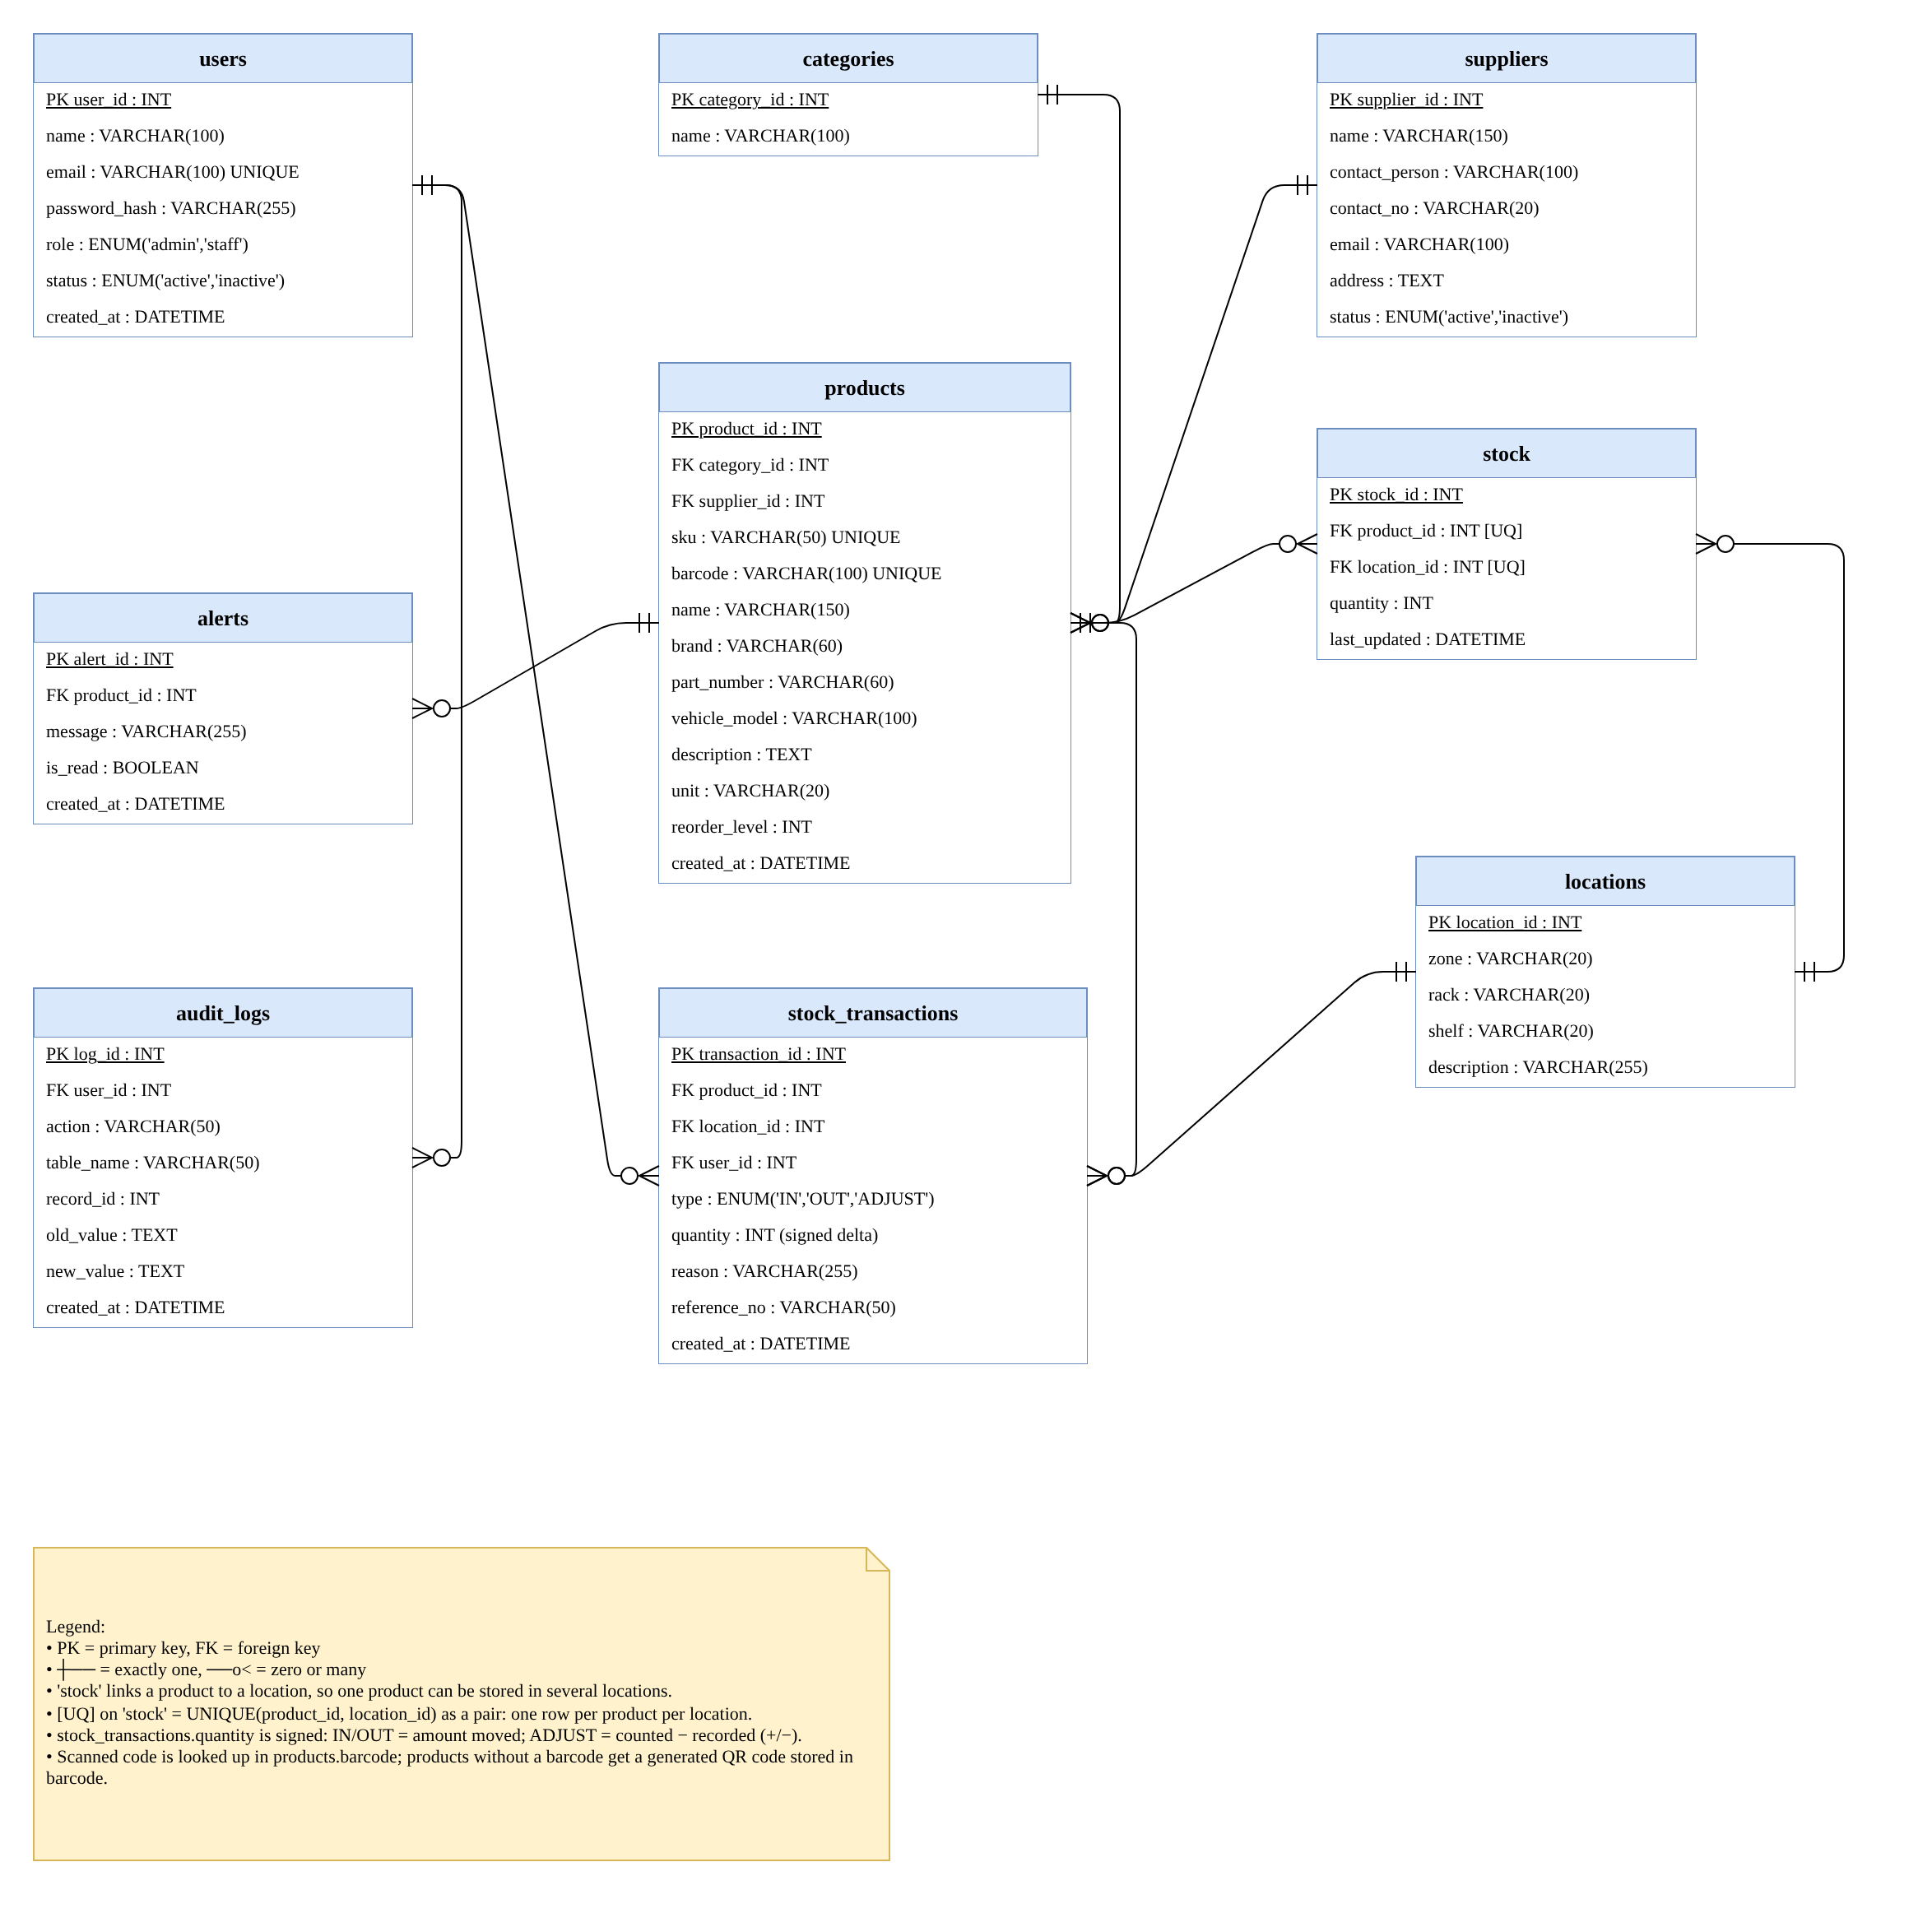 users
PK user_id : INT
name : VARCHAR(100)
email : VARCHAR(100) UNIQUE
password_hash : VARCHAR(255)
role : ENUM('admin','staff')
status : ENUM('active','inactive')
created_at : DATETIME
categories
PK category_id : INT
name : VARCHAR(100)
suppliers
PK supplier_id : INT
name : VARCHAR(150)
contact_person : VARCHAR(100)
contact_no : VARCHAR(20)
email : VARCHAR(100)
address : TEXT
status : ENUM('active','inactive')
products
PK product_id : INT
FK category_id : INT
FK supplier_id : INT
sku : VARCHAR(50) UNIQUE
barcode : VARCHAR(100) UNIQUE
name : VARCHAR(150)
brand : VARCHAR(60)
part_number : VARCHAR(60)
vehicle_model : VARCHAR(100)
description : TEXT
unit : VARCHAR(20)
reorder_level : INT
created_at : DATETIME
stock
PK stock_id : INT
FK product_id : INT [UQ]
FK location_id : INT [UQ]
quantity : INT
last_updated : DATETIME
alerts
PK alert_id : INT
FK product_id : INT
message : VARCHAR(255)
is_read : BOOLEAN
created_at : DATETIME
locations
PK location_id : INT
zone : VARCHAR(20)
rack : VARCHAR(20)
shelf : VARCHAR(20)
description : VARCHAR(255)
audit_logs
PK log_id : INT
FK user_id : INT
action : VARCHAR(50)
table_name : VARCHAR(50)
record_id : INT
old_value : TEXT
new_value : TEXT
created_at : DATETIME
stock_transactions
PK transaction_id : INT
FK product_id : INT
FK location_id : INT
FK user_id : INT
type : ENUM('IN','OUT','ADJUST')
quantity : INT (signed delta)
reason : VARCHAR(255)
reference_no : VARCHAR(50)
created_at : DATETIME
Legend:
• PK = primary key, FK = foreign key
• ┼── = exactly one, ──o< = zero or many
• 'stock' links a product to a location, so one product can be stored in several locations.
• [UQ] on 'stock' = UNIQUE(product_id, location_id) as a pair: one row per product per location.
• stock_transactions.quantity is signed: IN/OUT = amount moved; ADJUST = counted − recorded (+/−).
• Scanned code is looked up in products.barcode; products without a barcode get a generated QR code stored in
barcode.